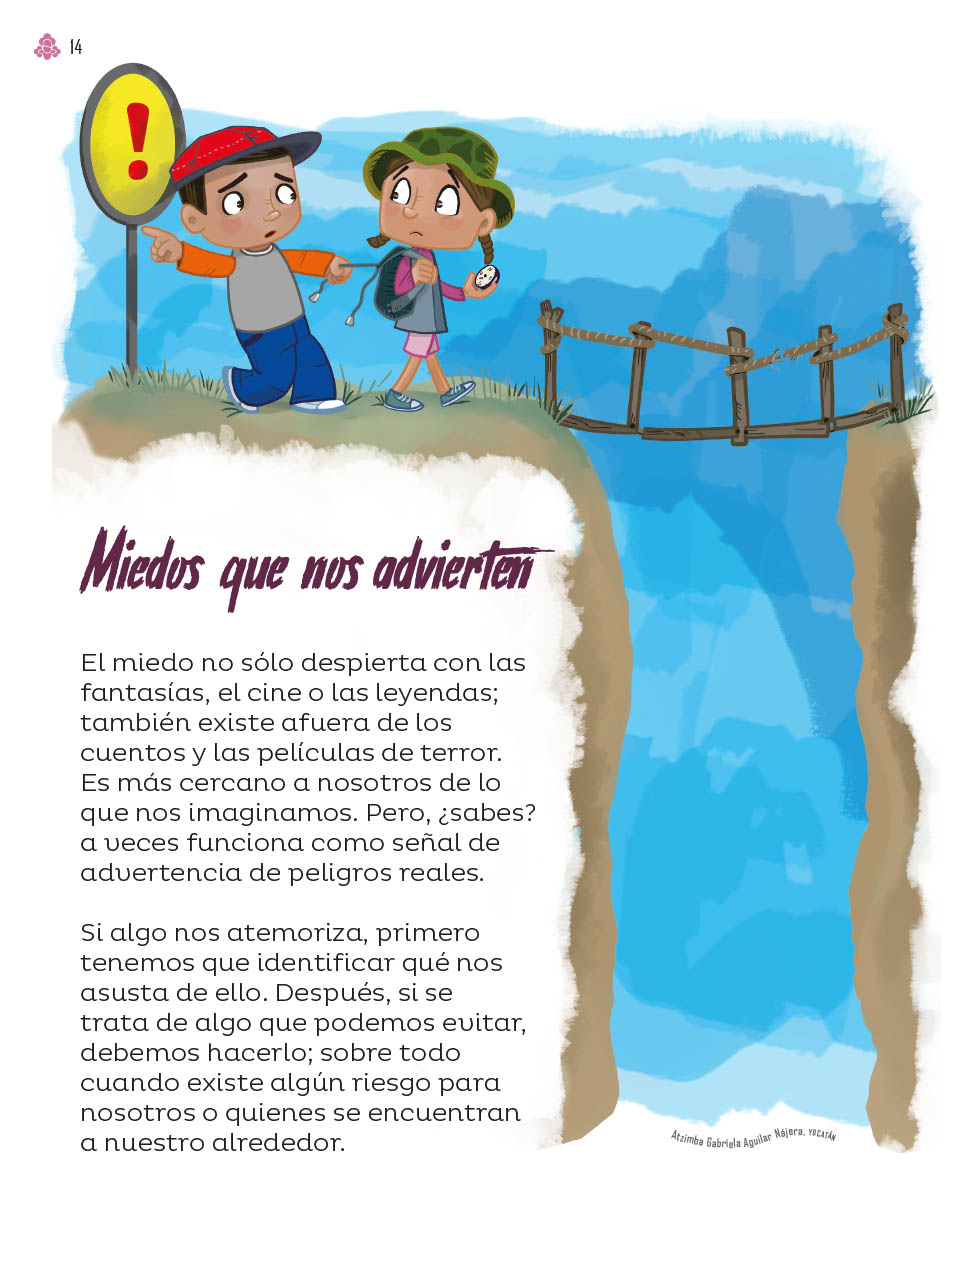 14
!
Miedos que nos advierten
El miedo no sólo despierta con las
fantasías, el cine o las leyendas;
también existe afuera de los
cuentos y las películas de terror.
Es más cercano a nosotros de lo
que nos imaginamos. Pero, ¿sabes?
a veces funciona como señal de
advertencia de peligros reales.
Si algo nos atemoriza, primero
tenemos que identificar qué nos
asusta de ello. Después, si se
trata de algo que podemos evitar,
debemos hacerlo; sobre todo
cuando existe algún riesgo para
nosotros o quienes se encuentran
a nuestro alrededor.
Atzimba Gabriela Aguilar Nájera, YUCATÁN